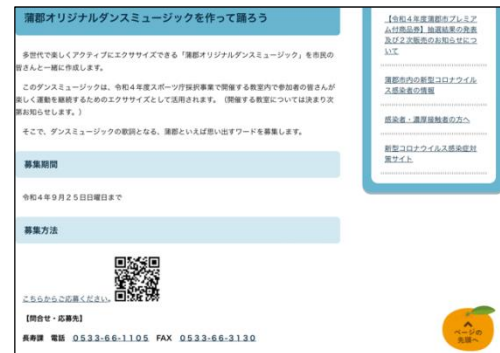 蒲郡オリジナルダンスミュージックを作って踊ろう
多世代で楽しくアクティブにエクササイズできる「蒲郡オリジナルダンスミュージック」を市民の
皆さんと一緒に作成します。
このダンスミュージックは、令和４年度スポーツ庁採択事業で開催する教室内で参加者の皆さんが
楽しく運動を継続するためのエクササイズとして活用されます。（開催する教室については決まり次
第お知らせします。）
そこで、ダンスミュージックの歌詞となる、蒲郡といえば思い出すワードを募集します。
募集期間
令和４年９月２５日日曜日まで
募集方法
こちらからご応募ください。
【問合せ・応募先】
長寿課 電話 ０５３３-６６-１１０５ FAX ０５３３-６６-３１３０
【令和４年度蒲郡市プレミア
ム付商品券】抽選結果の発表
及び２次販売のお知らせにつ
いて
蒲郡市内の新型コロナウイル
ス感染者の情報
感染者・濃厚接触者の方へ
新型コロナウイルス感染症対
策サイト
ページの
先頭へ